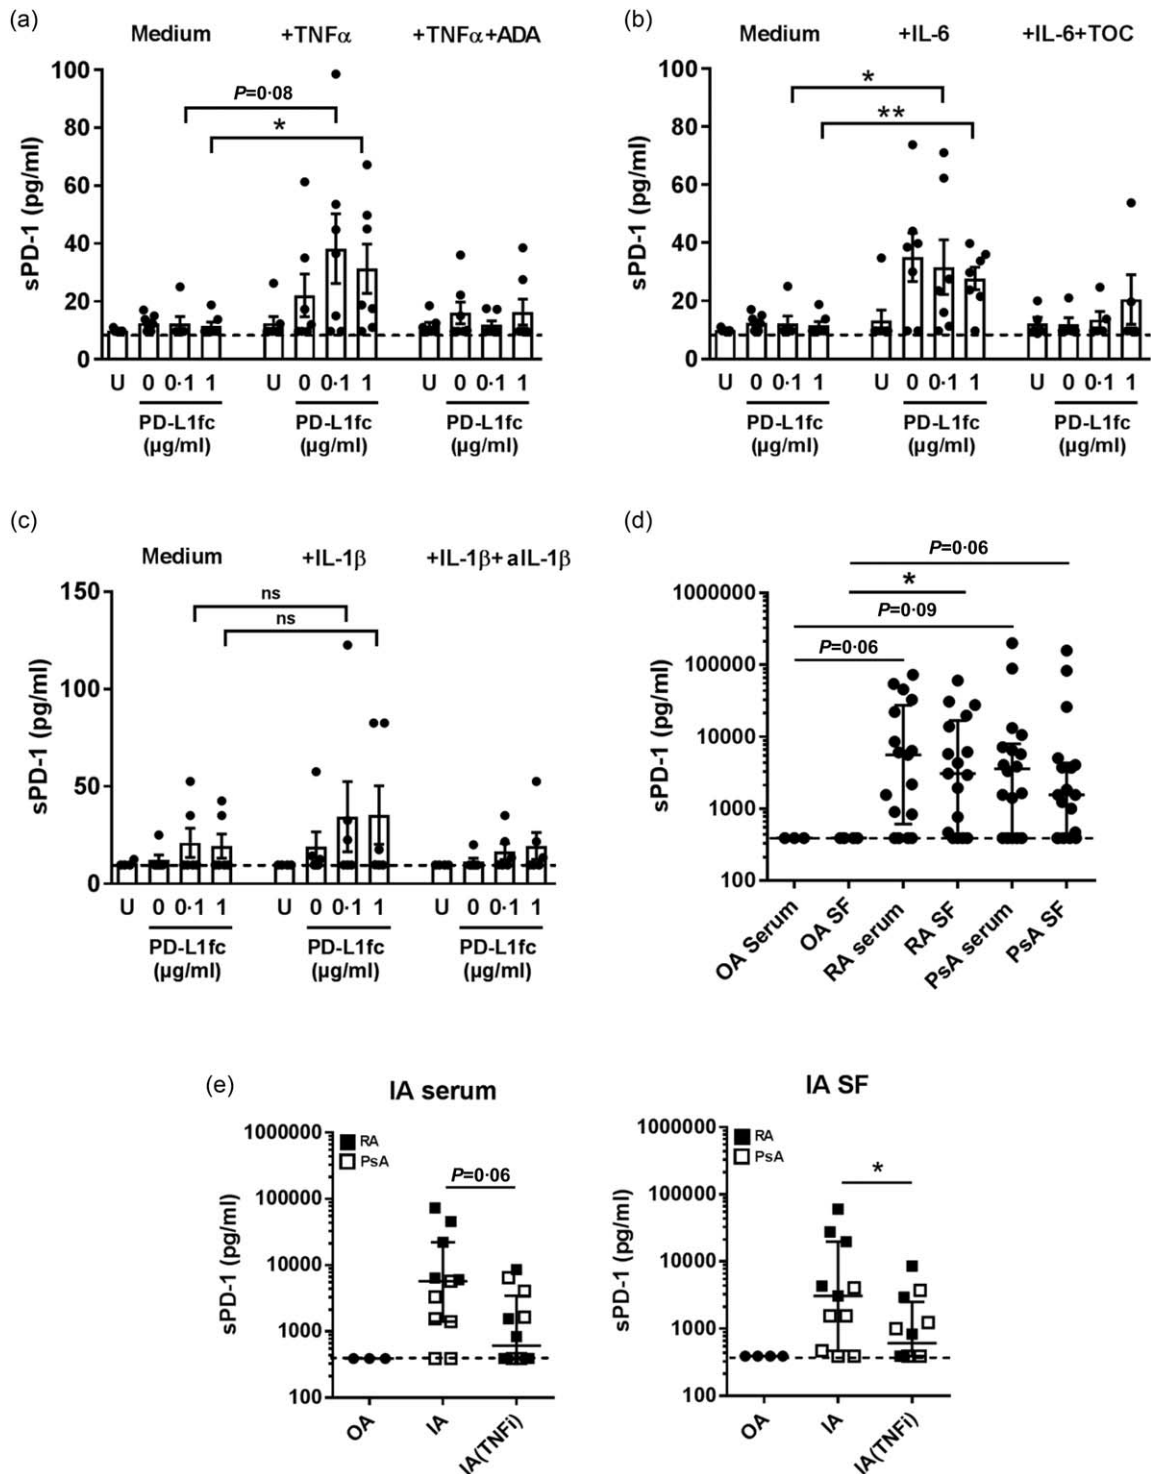 (a)
Medium +TNFα +TNFα+ADA
100
80
60
40
20
0
sPD-1 (pg/ml)
P=0·08
*
U 0 0·1 1 U 0 0·1 1 U 0 0·1 1
PD-L1fc PD-L1fc PD-L1fc
(µg/ml) (µg/ml) (µg/ml)
(b)
Medium +IL-6 +IL-6+TOC
100
80
60
40
20
0
sPD-1 (pg/ml)
*
**
U 0 0·1 1 U 0 0·1 1 U 0 0·1 1
PD-L1fc PD-L1fc PD-L1fc
(µg/ml) (µg/ml) (µg/ml)
(c)
Medium +IL-1β +IL-1β+aIL-1β
150
100
50
0
sPD-1 (pg/ml)
ns
ns
U 0 0·1 1 U 0 0·1 1 U 0 0·1 1
PD-L1fc PD-L1fc PD-L1fc
(µg/ml) (µg/ml) (µg/ml)
(d)
P=0·06
*
P=0·09
P=0·06
1000000
100000
10000
1000
100
sPD-1 (pg/ml)
OA Serum
OA SF
RA serum
RA SF
PsA serum
PsA SF
(e)
IA serum
1000000
100000
10000
1000
100
sPD-1 (pg/ml)
RA
PsA
P=0·06
OA
IA
IA(TNFi)
IA SF
1000000
100000
10000
1000
100
sPD-1 (pg/ml)
RA
PsA
*
OA
IA
IA(TNFi)